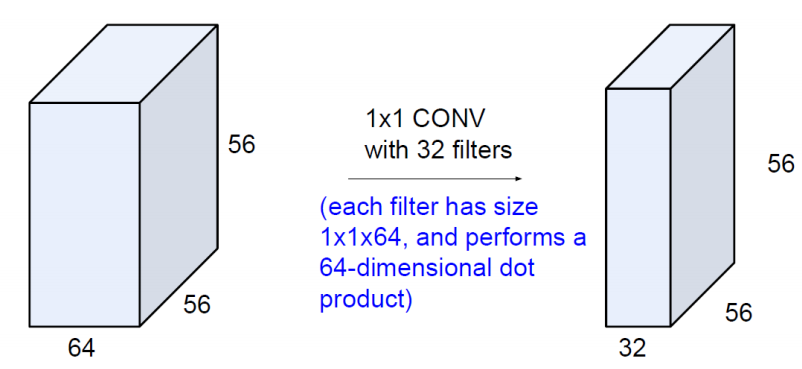 56
56
64
1x1 CONV
with 32 filters
(each filter has size
1x1x64, and performs a
64-dimensional dot
product)
56
56
32